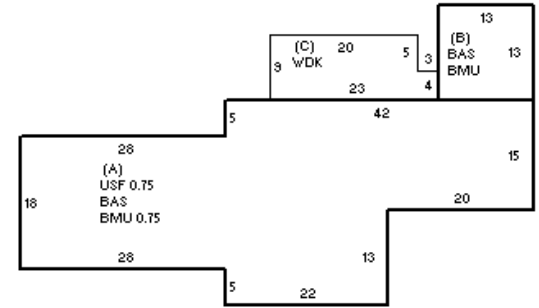 13
(C) 20 5 3 (B)
WDK BAS 13
9 BMU
23 4
5 42
28 15
(A)
USF 0.75
18 BAS 20
BMU 0.75
28 13
5 22